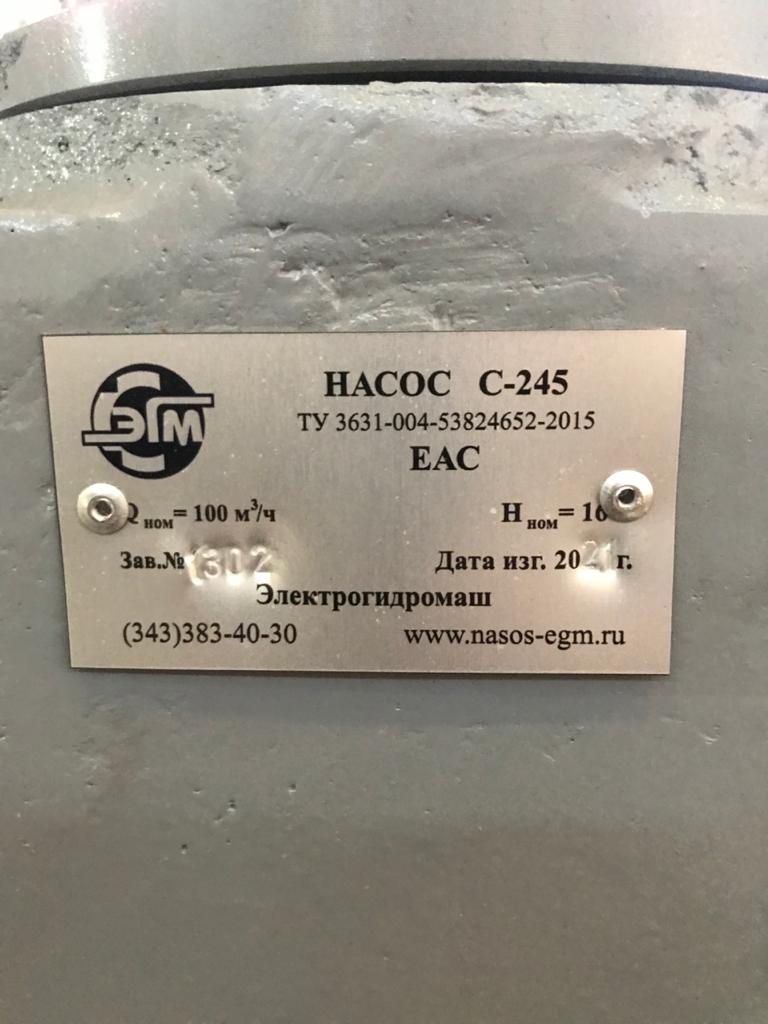 ЭГМ
НАСОС С-245
ТУ 3631-004-53824652-2015
ЕАС
Q ном = 100 м³/ч
Н ном = 16
Зав.№ 1302
Дата изг. 2021 г.
Электрогидромаш
(343)383-40-30
www.nasos-egm.ru